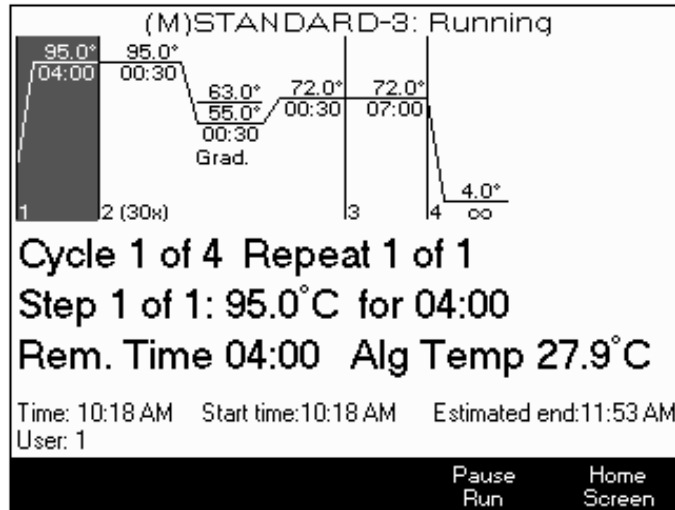 (M)STANDARD-3: Running
95.0° 95.0°
04:00 00:30
63.0° 72.0° 72.0°
55.0° 00:30 07:00
00:30
Grad.
4.0°
1 2 (30x) 3 4 ∞
Cycle 1 of 4 Repeat 1 of 1
Step 1 of 1: 95.0°C for 04:00
Rem. Time 04:00 Alg Temp 27.9°C
Time: 10:18 AM Start time:10:18 AM Estimated end:11:53 AM
User: 1
Pause Home
Run Screen